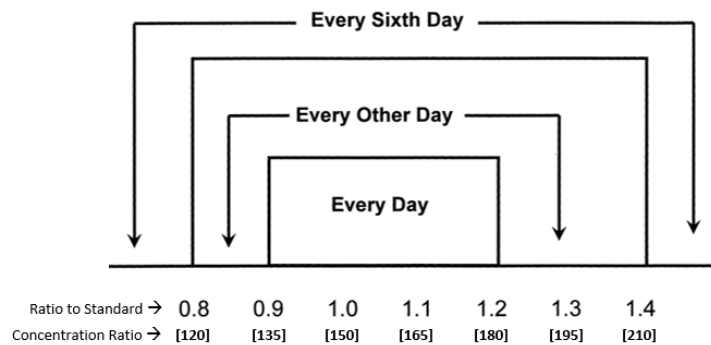 Every Sixth Day
Every Other Day
Every Day
Ratio to Standard → 0.8 0.9 1.0 1.1 1.2 1.3 1.4
Concentration Ratio → [120] [135] [150] [165] [180] [195] [210]